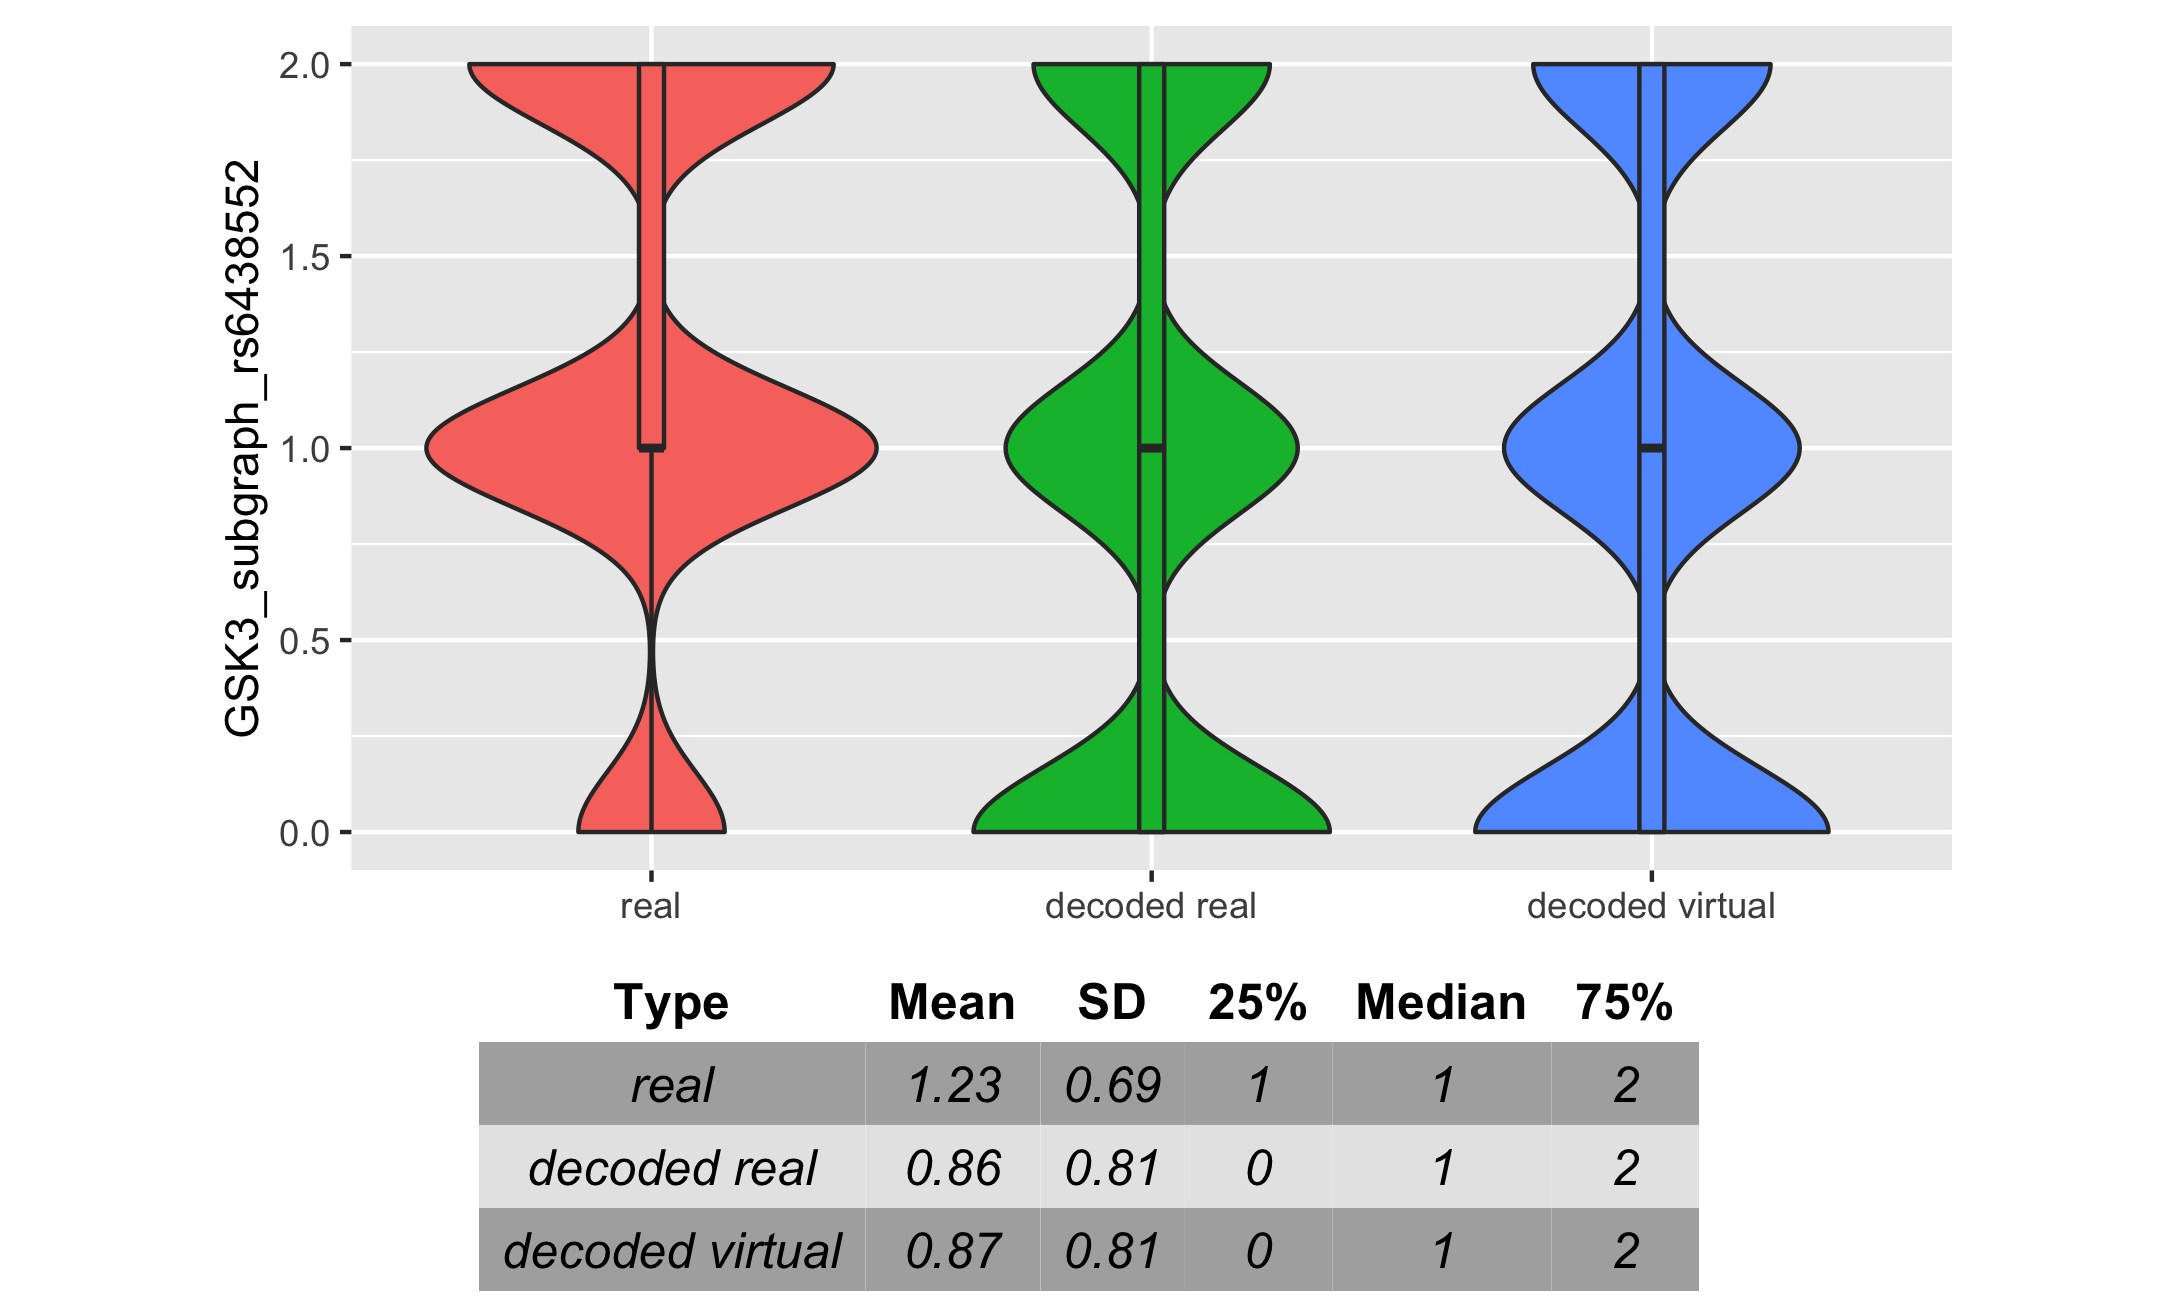 GSK3_subgraph_rs6438552
2.0
1.5
1.0
0.5
0.0
real decoded real decoded virtual
Type Mean SD 25% Median 75%
real 1.23 0.69 1 1 2
decoded real 0.86 0.81 0 1 2
decoded virtual 0.87 0.81 0 1 2